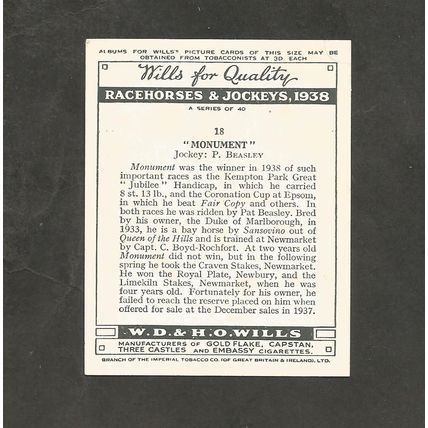 ALBUMS FOR WILLS' PICTURE CARDS OF THIS SIZE MAY BE
OBTAINED FROM TOBACCONISTS AT 3D. EACH
Wills for Quality
RACEHORSES & JOCKEYS, 1938
A SERIES OF 40
18
"MONUMENT"
Jockey: P. BEASLEY
Monument was the winner in 1938 of such
important races as the Kempton Park Great
"Jubilee" Handicap, in which he carried
8 st. 13 lb., and the Coronation Cup at Epsom,
in which he beat Fair Copy and others. In
both races he was ridden by Pat Beasley. Bred
by his owner, the Duke of Marlborough, in
1933, he is a bay horse by Sansovino out of
Queen of the Hills and is trained at Newmarket
by Capt. C. Boyd-Rochfort. At two years old
Monument did not win, but in the following
spring he took the Craven Stakes, Newmarket.
He won the Royal Plate, Newbury, and the
Limekiln Stakes, Newmarket, when he was
four years old. Fortunately for his owner, he
failed to reach the reserve placed on him when
offered for sale at the December sales in 1937.
W.D. & H.O. WILLS
MANUFACTURERS OF GOLD FLAKE, CAPSTAN,
THREE CASTLES AND EMBASSY CIGARETTES.
BRANCH OF THE IMPERIAL TOBACCO CO. (OF GREAT BRITAIN & IRELAND), LTD.